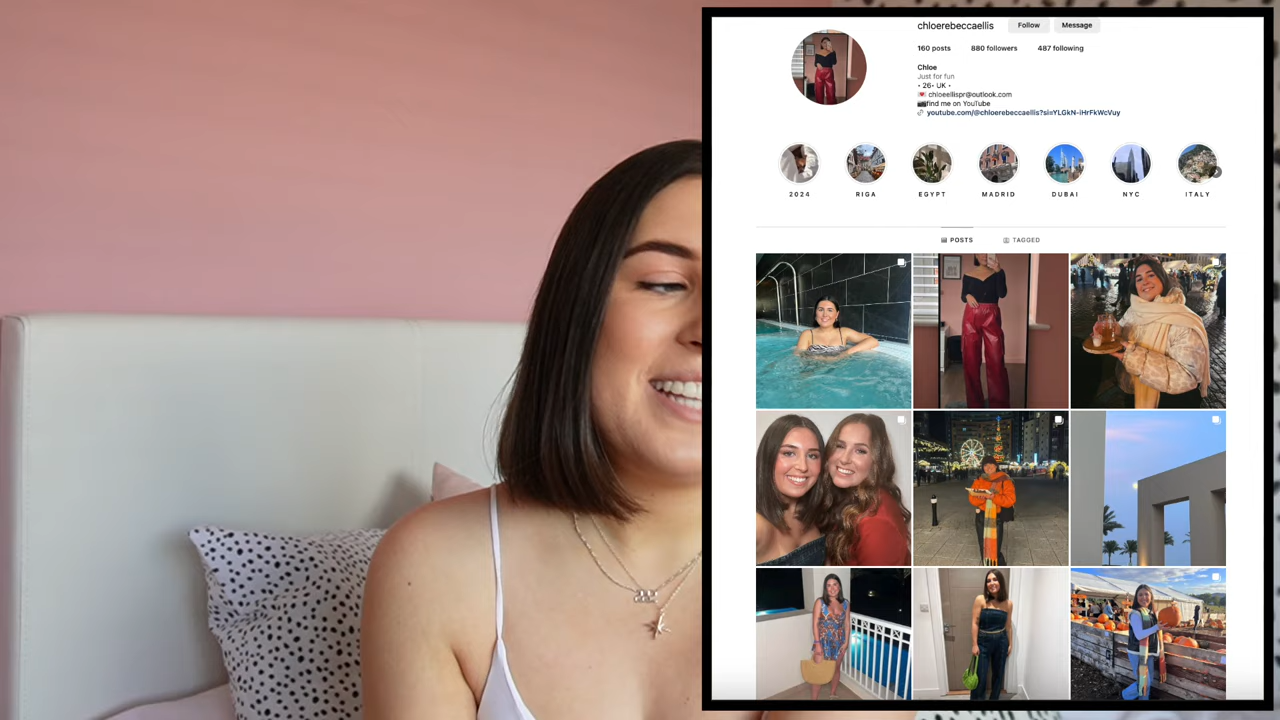 chloerebeccaellis Follow Message
160 posts 880 followers 487 following
Chloe
Just for fun
• 26• UK •
💌 chloeellispr@outlook.com
📷find me on YouTube
youtube.com/@chloerebeccaellis?si=YLGkN-iHrFkWcVuy
2024 RIGA EGYPT MADRID DUBAI NYC ITALY
POSTS TAGGED